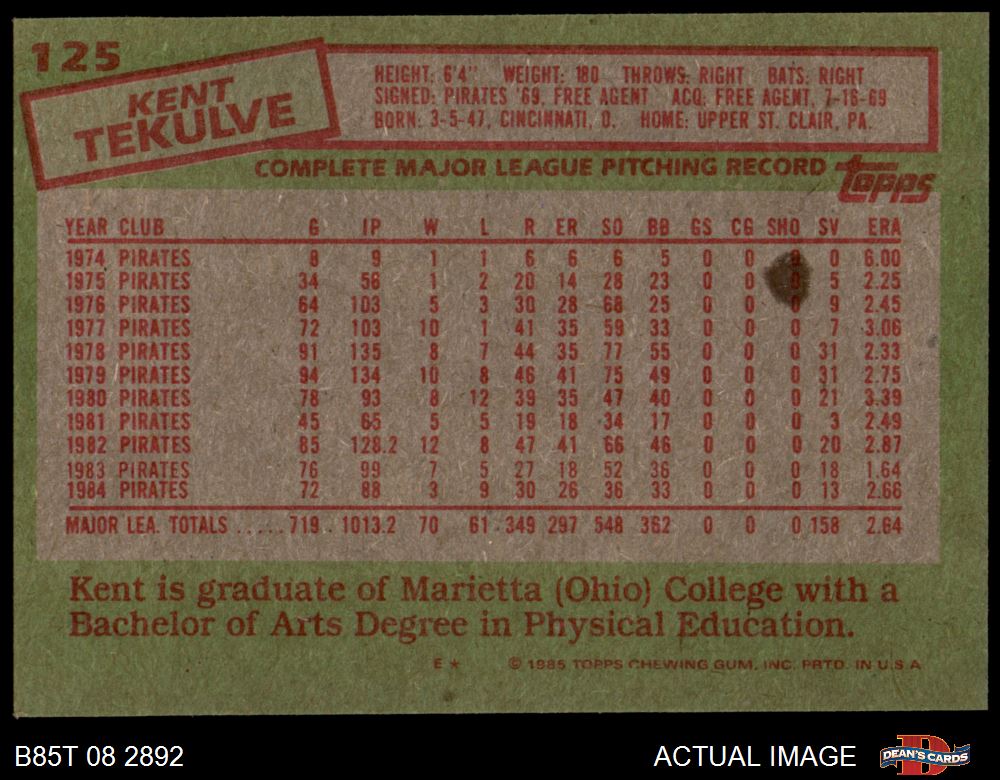 125
KENT
TEKULVE
HEIGHT: 6'4" WEIGHT: 180 THROWS: RIGHT BATS: RIGHT
SIGNED: PIRATES '69, FREE AGENT ACQ: FREE AGENT, 7-16-69
BORN: 3-5-47, CINCINNATI, O. HOME: UPPER ST. CLAIR, PA.
COMPLETE MAJOR LEAGUE PITCHING RECORD
Topps
YEAR CLUB G IP W L R ER SO BB GS CG SHO SV ERA
1974 PIRATES 8 9 1 1 6 6 6 5 0 0 0 0 6.00
1975 PIRATES 34 56 1 2 20 14 28 23 0 0 0 5 2.25
1976 PIRATES 64 103 5 3 30 28 68 25 0 0 0 9 2.45
1977 PIRATES 72 103 10 1 41 35 59 33 0 0 0 7 3.06
1978 PIRATES 91 135 8 7 44 35 77 55 0 0 0 31 2.33
1979 PIRATES 94 134 10 8 46 41 75 49 0 0 0 31 2.75
1980 PIRATES 78 93 8 12 39 35 47 40 0 0 0 21 3.39
1981 PIRATES 45 65 5 5 19 18 34 17 0 0 0 3 2.49
1982 PIRATES 85 128.2 12 8 47 41 66 46 0 0 0 20 2.87
1983 PIRATES 76 99 7 5 27 18 52 36 0 0 0 18 1.64
1984 PIRATES 72 88 3 9 30 26 36 33 0 0 0 13 2.66
MAJOR LEA. TOTALS ..... 719 1013.2 70 61 349 297 548 362 0 0 0 158 2.64
Kent is graduate of Marietta (Ohio) College with a
Bachelor of Arts Degree in Physical Education.
E ★ © 1985 TOPPS CHEWING GUM, INC. PRTD. IN U.S.A.
B85T 08 2892 ACTUAL IMAGE DEAN'S CARDS